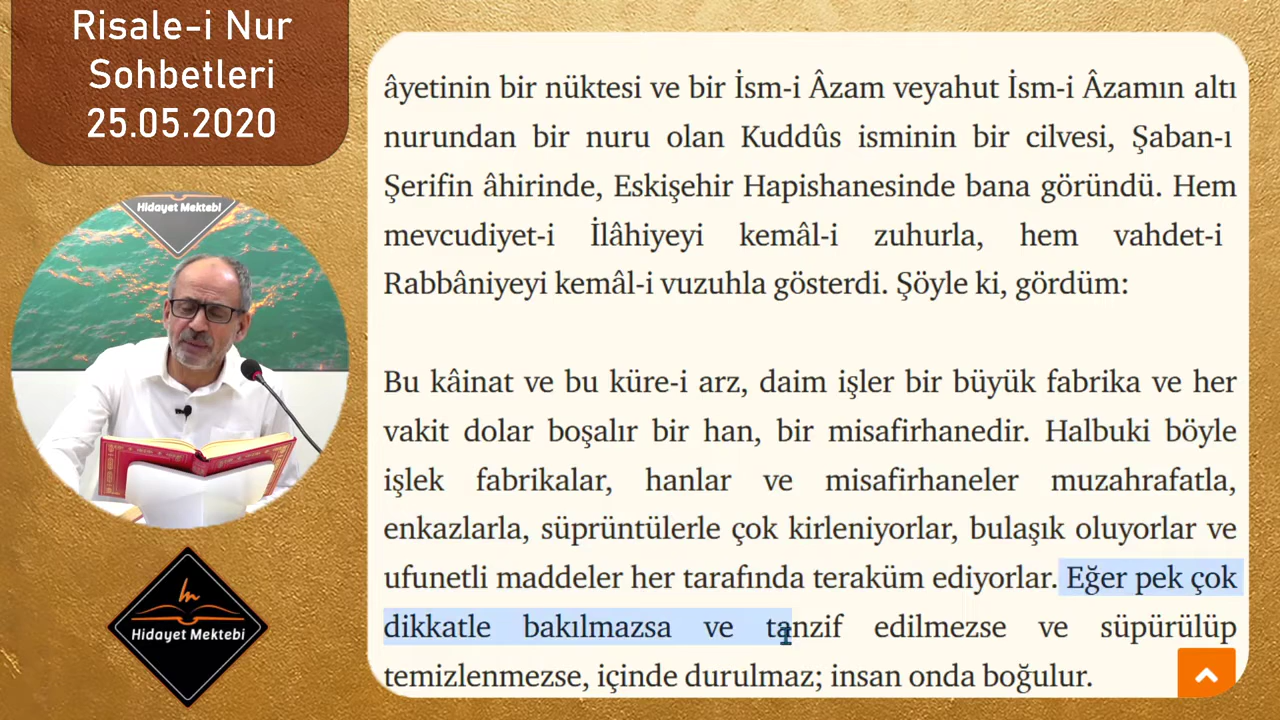 Risale-i Nur
Sohbetleri
25.05.2020
Hidayet Mektebi
Hidayet Mektebi
âyetinin bir nüktesi ve bir İsm-i Âzam veyahut İsm-i Âzamın altı
nurundan bir nuru olan Kuddûs isminin bir cilvesi, Şaban-ı
Şerifin âhirinde, Eskişehir Hapishanesinde bana göründü. Hem
mevcudiyet-i İlâhiyeyi kemâl-i zuhurla, hem vahdet-i
Rabbâniyeyi kemâl-i vuzuhla gösterdi. Şöyle ki, gördüm:
Bu kâinat ve bu küre-i arz, daim işler bir büyük fabrika ve her
vakit dolar boşalır bir han, bir misafirhanedir. Halbuki böyle
işlek fabrikalar, hanlar ve misafirhaneler muzahrafatla,
enkazlarla, süprüntülerle çok kirleniyorlar, bulaşık oluyorlar ve
ufunetli maddeler her tarafında teraküm ediyorlar. Eğer pek çok
dikkatle bakılmazsa ve tanzif edilmezse ve süpürülüp
temizlenmezse, içinde durulmaz; insan onda boğulur.